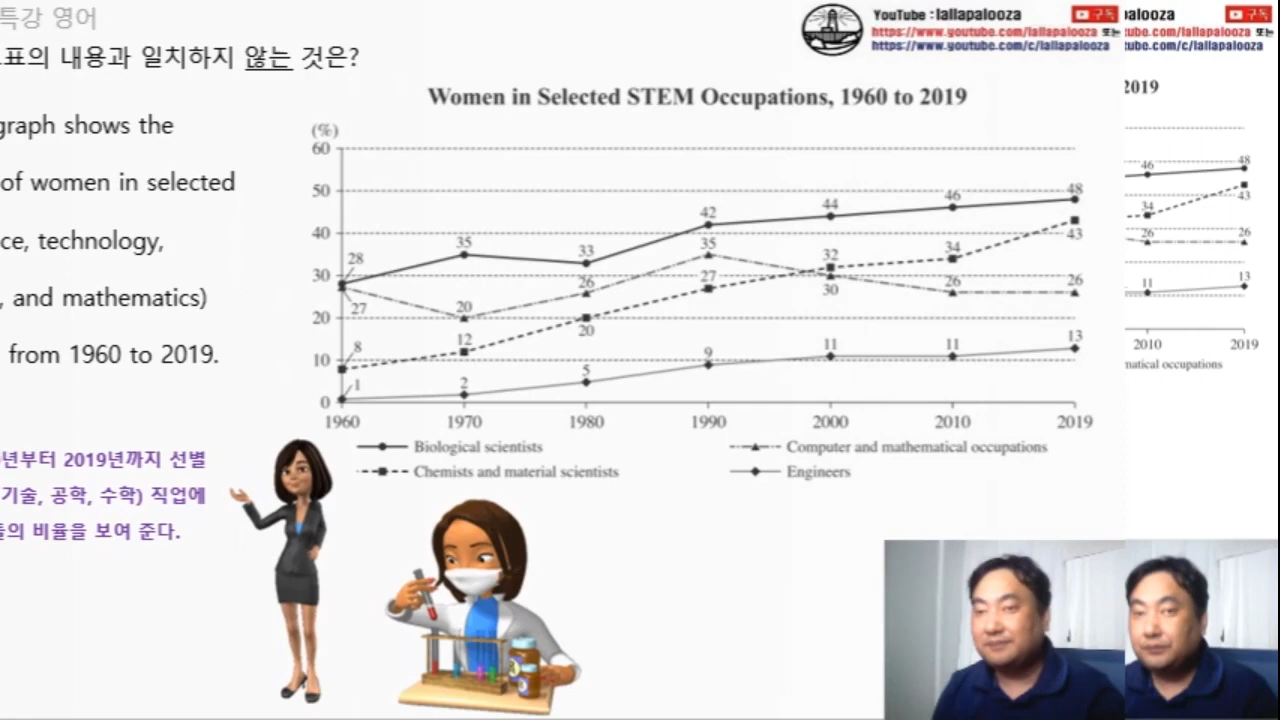 특강 영어
표의 내용과 일치하지 않는 것은?
graph shows the
of women in selected
ce, technology,
, and mathematics)
from 1960 to 2019.
년부터 2019년까지 선별
기술, 공학, 수학) 직업에
들의 비율을 보여 준다.
YouTube : lallapalooza 구독
https://www.youtube.com/lallapalooza 또는
https://www.youtube.com/c/lallapalooza
Women in Selected STEM Occupations, 1960 to 2019
(%)
60
50
40
30
20
10
0
28 35 33 42 44 46 48
27 20 26 35 30 26 26
8 12 20 27 32 34 43
1 2 5 9 11 11 13
1960 1970 1980 1990 2000 2010 2019
Biological scientists
Computer and mathematical occupations
Chemists and material scientists
Engineers
palooza 구독
tube.com/lallapalooza 또는
tube.com/c/lallapalooza
2019
46 48
34 43
26 26
11 13
2010 2019
matical occupations